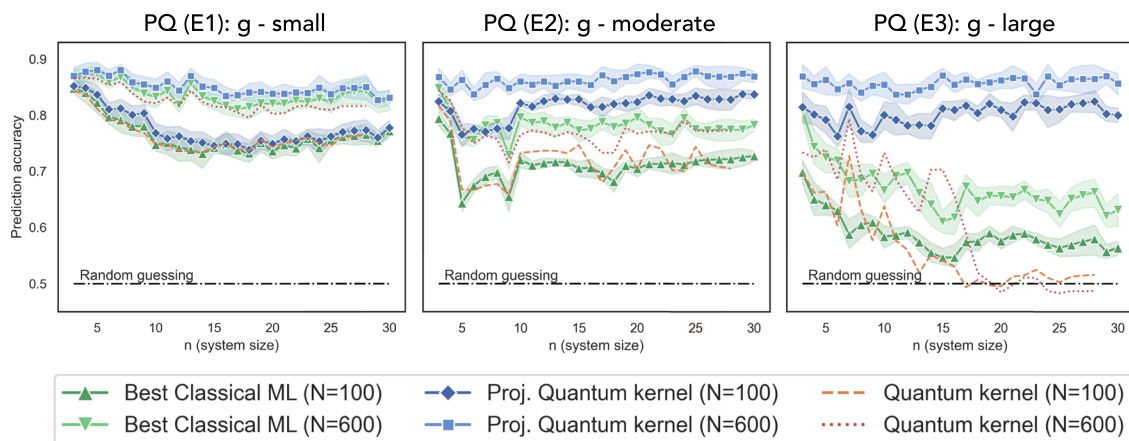 PQ (E1): g - small
PQ (E2): g - moderate
PQ (E3): g - large
Prediction accuracy
0.9
0.8
0.7
0.6
0.5
Random guessing
Random guessing
Random guessing
5 10 15 20 25 30
5 10 15 20 25 30
5 10 15 20 25 30
n (system size)
n (system size)
n (system size)
Best Classical ML (N=100)
Proj. Quantum kernel (N=100)
Quantum kernel (N=100)
Best Classical ML (N=600)
Proj. Quantum kernel (N=600)
Quantum kernel (N=600)